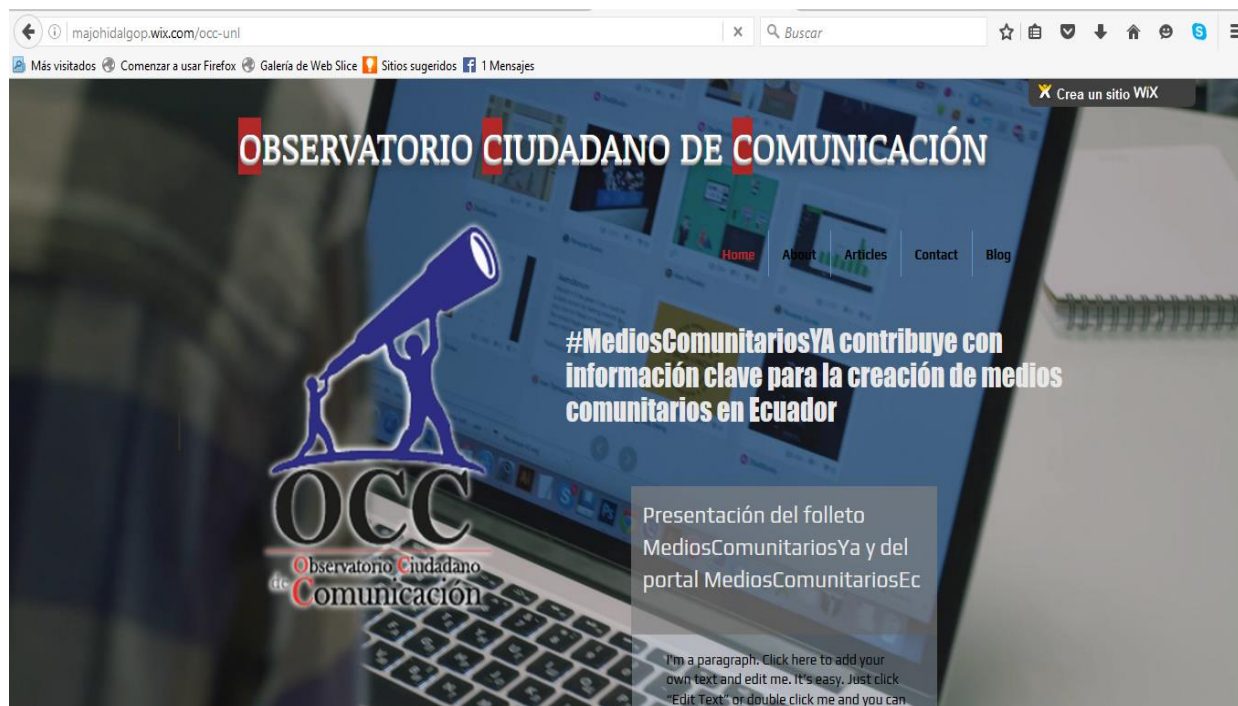 majohidalgop.wix.com/occ-unl
Buscar
Más visitados Comenzar a usar Firefox Galería de Web Slice Sitios sugeridos 1 Mensajes
Crea un sitio WiX
OBSERVATORIO CIUDADANO DE COMUNICACIÓN
Home About Articles Contact Blog
#MediosComunitariosYA contribuye con
información clave para la creación de medios
comunitarios en Ecuador
OCC
Observatorio Ciudadano
de Comunicación
Presentación del folleto
MediosComunitariosYa y del
portal MediosComunitariosEc
I'm a paragraph. Click here to add your
own text and edit me. It's easy. Just click
"Edit Text" or double click me and you can